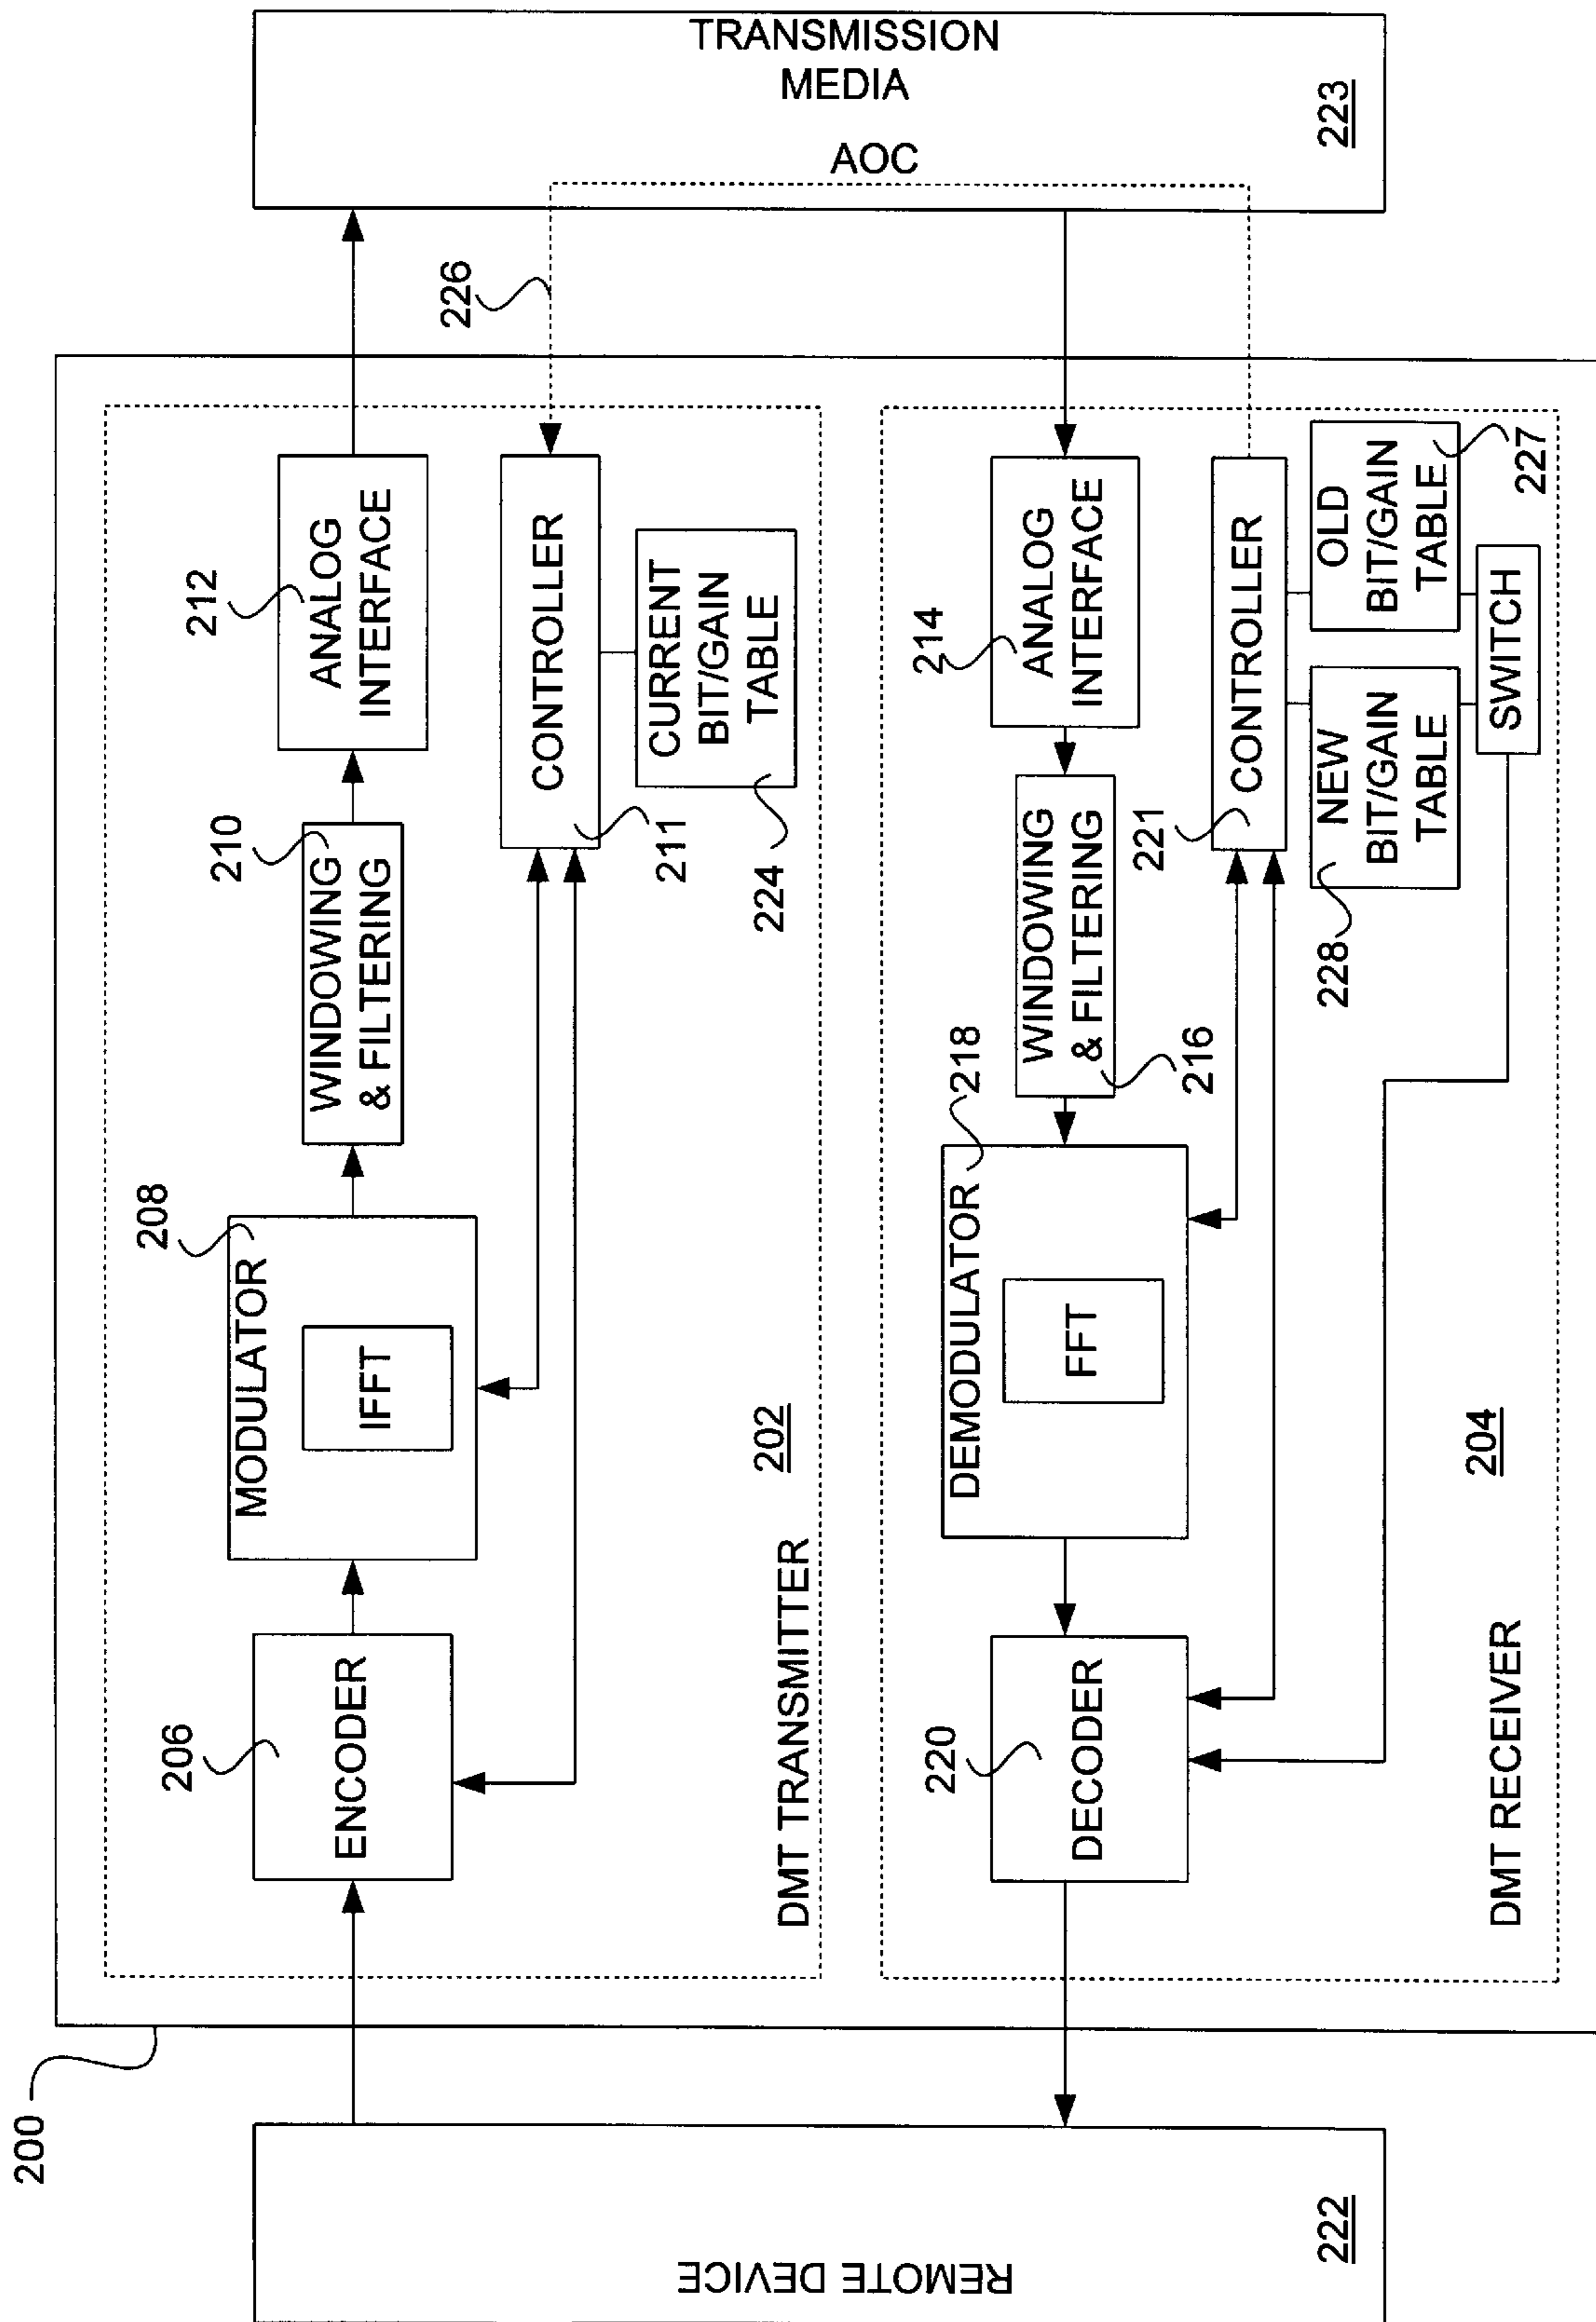 200
REMOTE DEVICE
222
206
ENCODER
MODULATOR
208
IFFT
210
WINDOWING
& FILTERING
212
ANALOG
INTERFACE
CONTROLLER
211
CURRENT
BIT/GAIN
TABLE
224
202
DMT TRANSMITTER
226
TRANSMISSION
MEDIA
AOC
223
220
DECODER
218
DEMODULATOR
FFT
WINDOWING
& FILTERING
216
214
ANALOG
INTERFACE
221
CONTROLLER
228
NEW
BIT/GAIN
TABLE
OLD
BIT/GAIN
TABLE
227
SWITCH
204
DMT RECEIVER